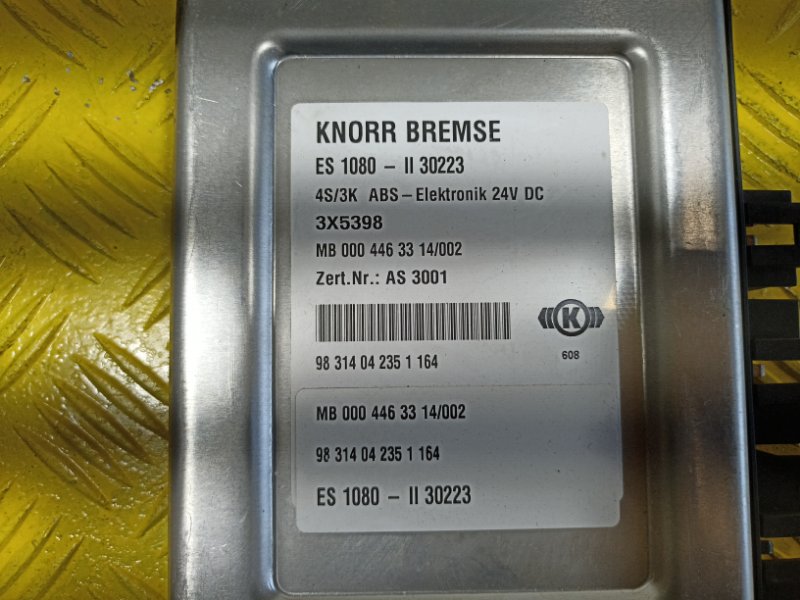 KNORR BREMSE
ES 1080 – II 30223
4S/3K ABS – Elektronik 24V DC
3X5398
MB 000 446 33 14/002
Zert.Nr.: AS 3001
K
608
98 314 04 235 1 164
MB 000 446 33 14/002
98 314 04 235 1 164
ES 1080 – II 30223